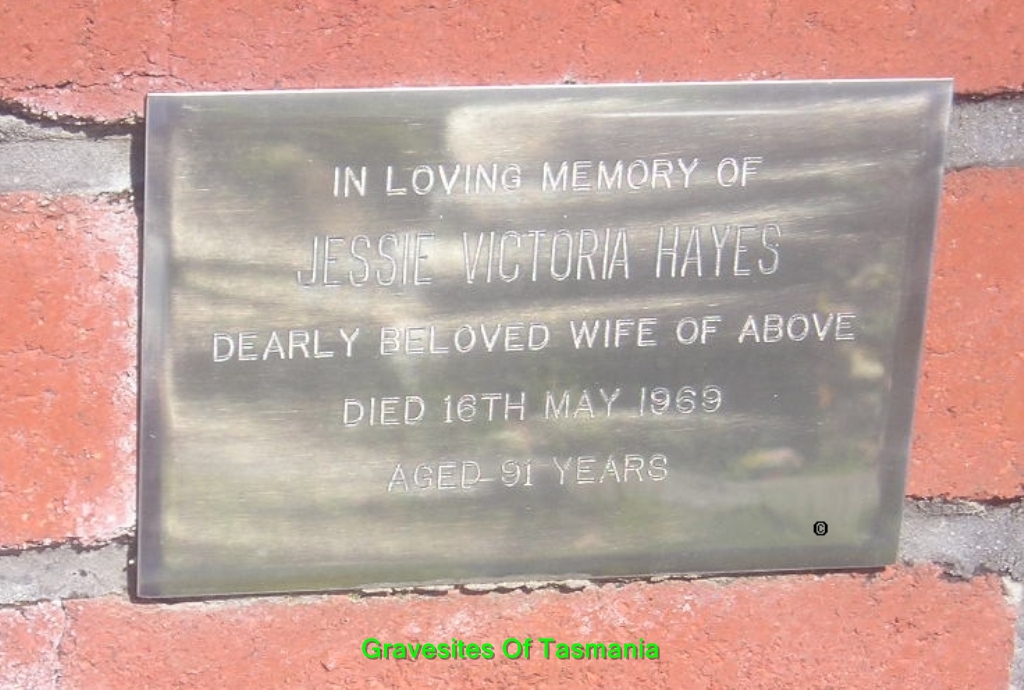 IN LOVING MEMORY OF
JESSIE VICTORIA HAYES
DEARLY BELOVED WIFE OF ABOVE
DIED 16TH MAY 1969
AGED 91 YEARS
©
Gravesites Of Tasmania